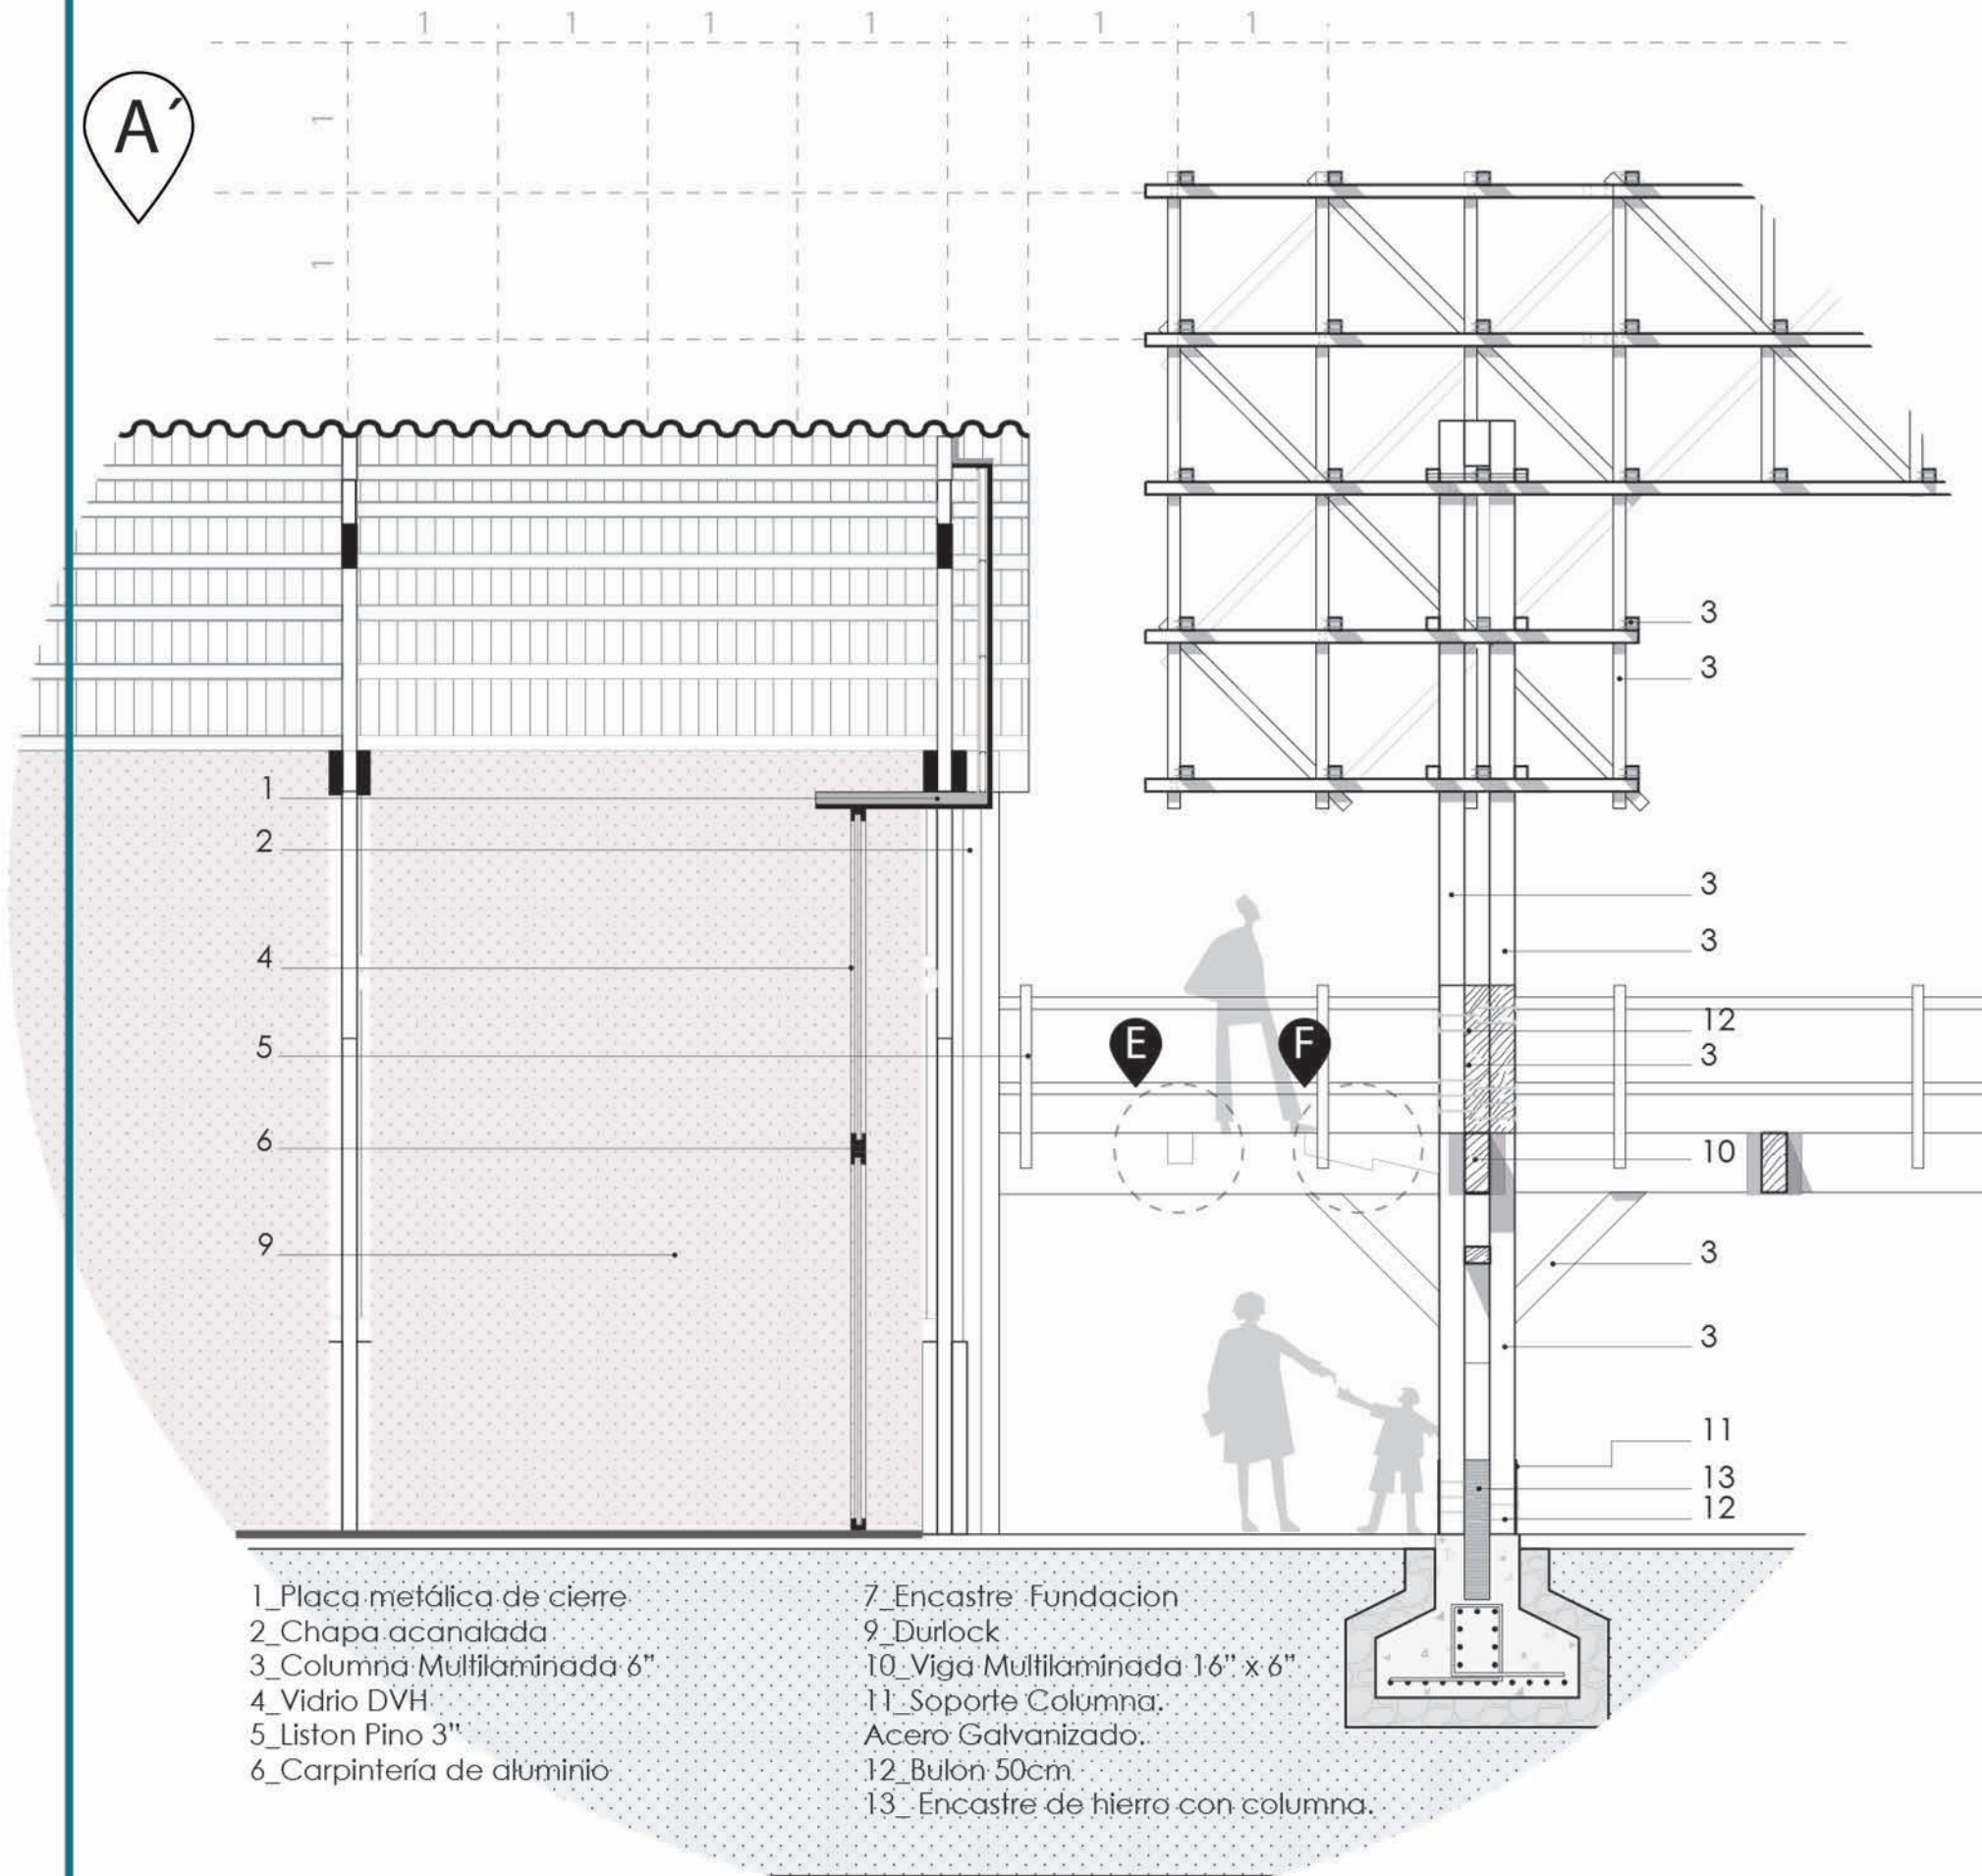 1 1 1 1 1 1
A´
1
1
3
3
1
2
3
3
4
12
5
3
E F
6
10
9
3
3
11
13
12
1_Placa metálica de cierre
2_Chapa acanalada
3_Columna Multilaminada 6”
4_Vidrio DVH
5_Liston Pino 3”
6_Carpintería de aluminio
7_Encastre Fundacion
9_Durlock
10_Viga Multilaminada 16” x 6”
11_Soporte Columna.
Acero Galvanizado.
12_Bulon 50cm
13_ Encastre de hierro con columna.